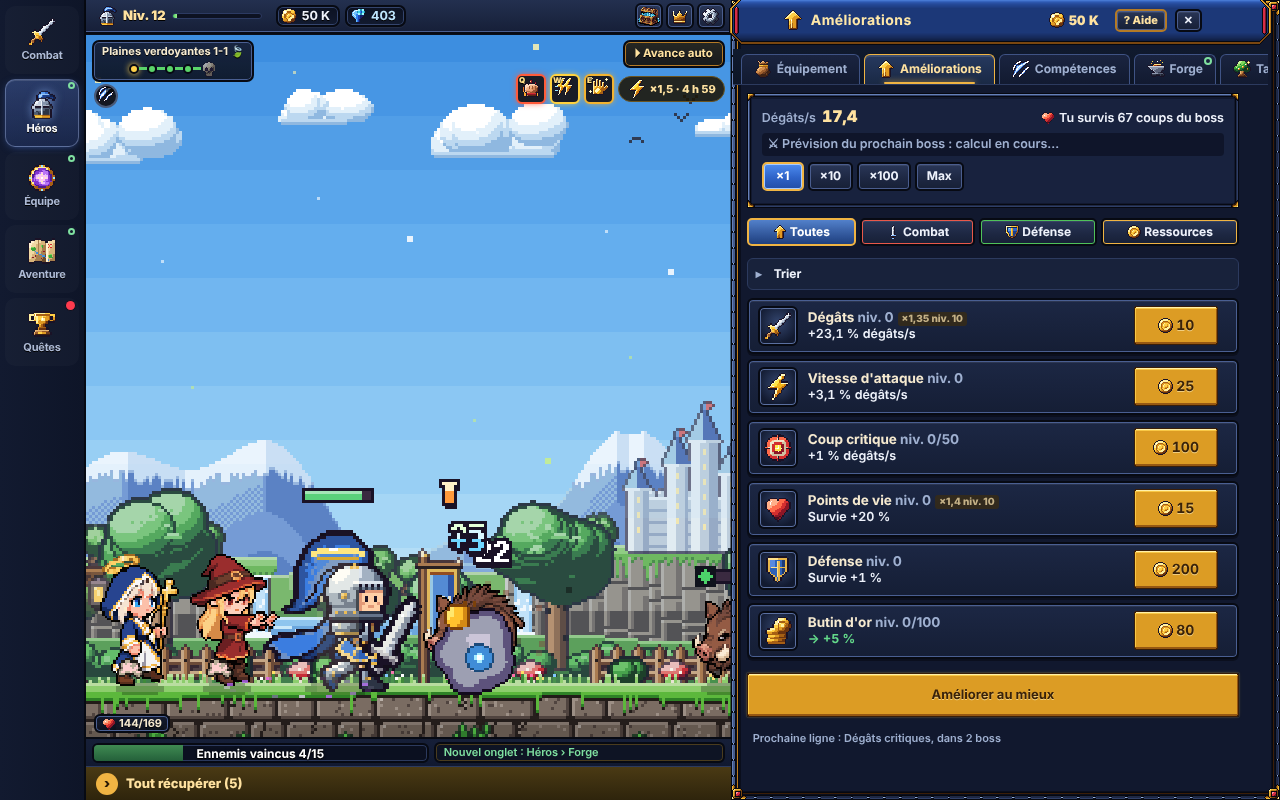 Niv. 12
50 K
403
Combat
Héros
Équipe
Aventure
Quêtes
Plaines verdoyantes 1-1
Avance auto
Q
W
E
×1,5 · 4 h 59
+3
144/169
Ennemis vaincus 4/15
Nouvel onglet : Héros › Forge
Tout récupérer (5)
Améliorations
50 K
? Aide
×
Équipement
Améliorations
Compétences
Forge
Ta
Dégâts/s 17,4
Tu survis 67 coups du boss
Prévision du prochain boss : calcul en cours…
×1
×10
×100
Max
Toutes
Combat
Défense
Ressources
Trier
Dégâts niv. 0 ×1,35 niv. 10
+23,1 % dégâts/s
10
Vitesse d'attaque niv. 0
+3,1 % dégâts/s
25
Coup critique niv. 0/50
+1 % dégâts/s
100
Points de vie niv. 0 ×1,4 niv. 10
Survie +20 %
15
Défense niv. 0
Survie +1 %
200
Butin d'or niv. 0/100
→ +5 %
80
Améliorer au mieux
Prochaine ligne : Dégâts critiques, dans 2 boss